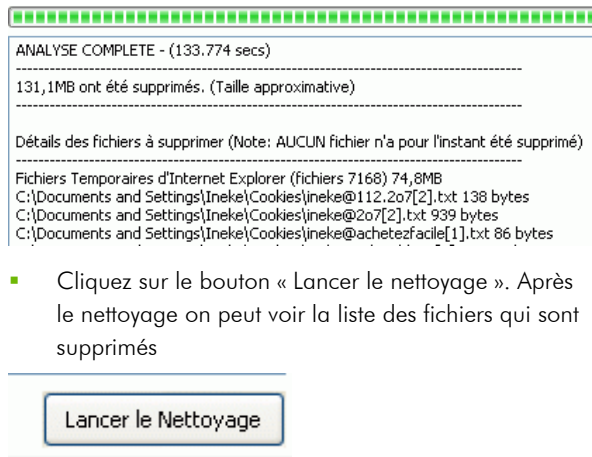 ANALYSE COMPLETE - (133.774 secs)
------------------------------------------------------------------------------------------
131,1MB ont été supprimés. (Taille approximative)
------------------------------------------------------------------------------------------
Détails des fichiers à supprimer (Note: AUCUN fichier n'a pour l'instant été supprimé)
------------------------------------------------------------------------------------------
Fichiers Temporaires d'Internet Explorer (fichiers 7168) 74,8MB
C:\Documents and Settings\Ineke\Cookies\ineke@112.2o7[2].txt 138 bytes
C:\Documents and Settings\Ineke\Cookies\ineke@2o7[2].txt 939 bytes
C:\Documents and Settings\Ineke\Cookies\ineke@achetezfacile[1].txt 86 bytes
▪ Cliquez sur le bouton « Lancer le nettoyage ». Après
le nettoyage on peut voir la liste des fichiers qui sont
supprimés
Lancer le Nettoyage